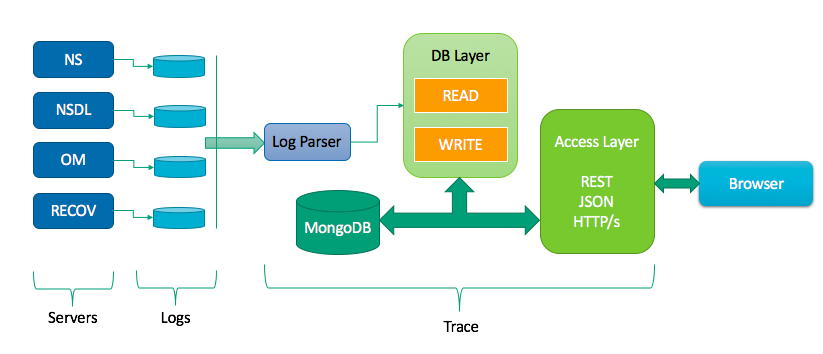 NS
NSDL
OM
RECOV
Log Parser
DB Layer
READ
WRITE
MongoDB
Access Layer
REST
JSON
HTTP/s
Browser
Servers
Logs
Trace